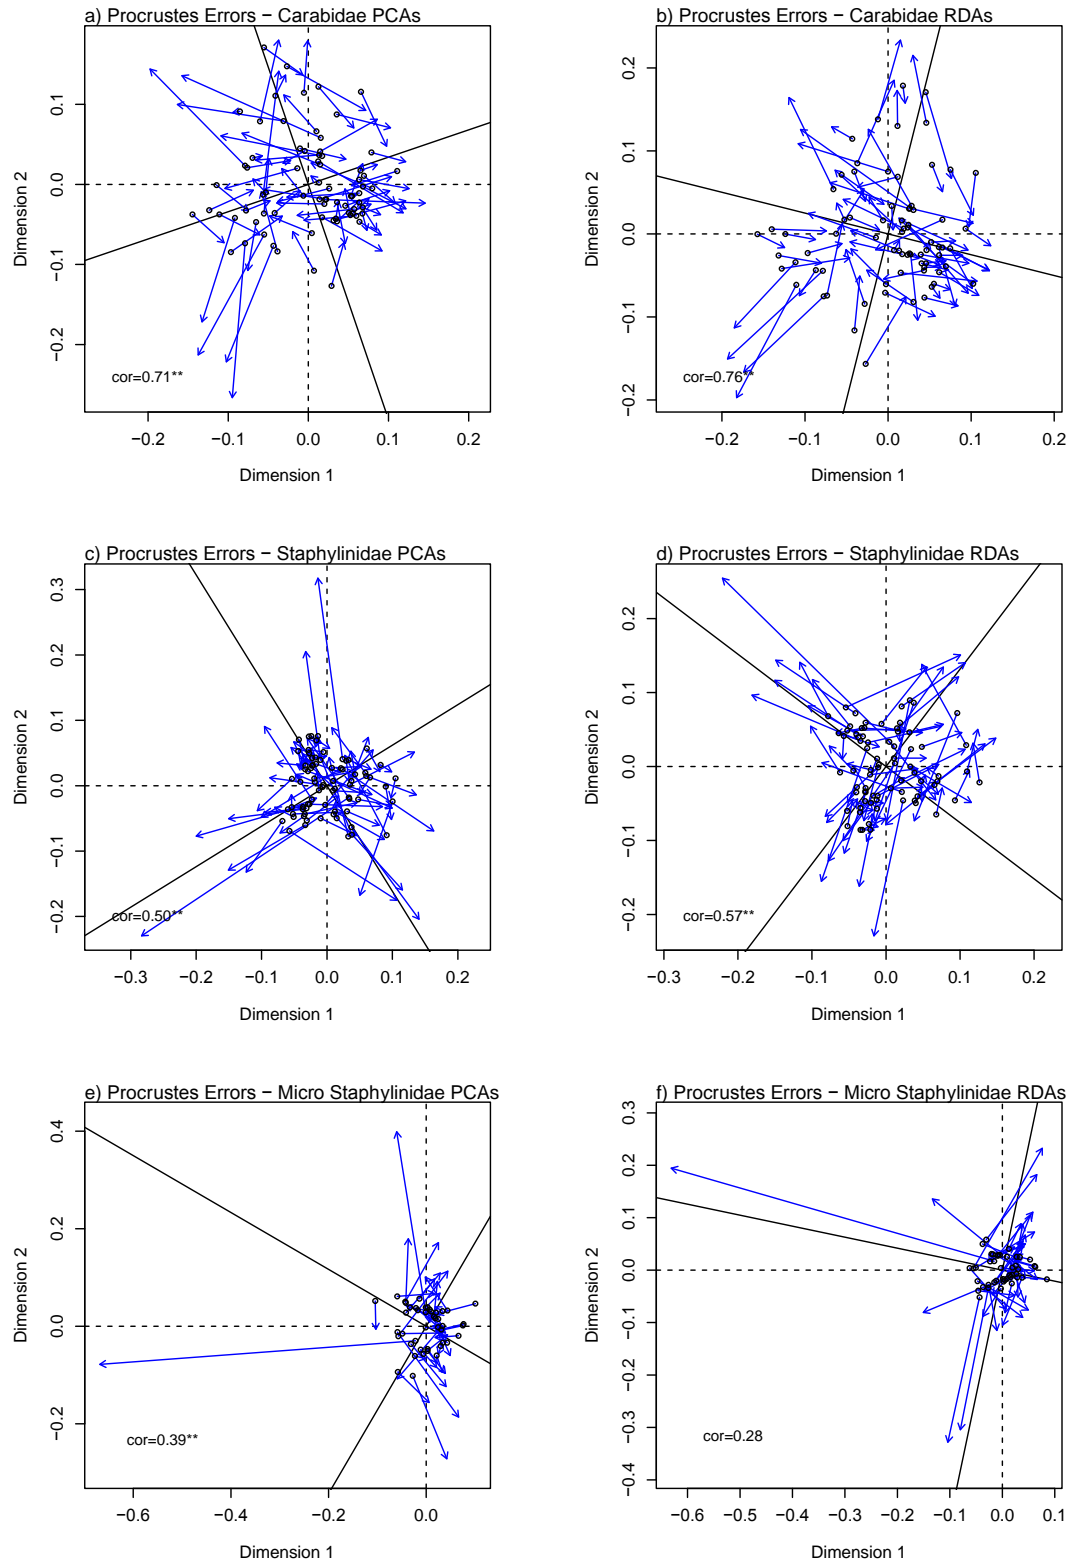 a) Procrustes Errors − Carabidae PCAs
Dimension 2
0.1
0.0
−0.1
−0.2
cor=0.71**
−0.2 −0.1 0.0 0.1 0.2
Dimension 1
b) Procrustes Errors − Carabidae RDAs
Dimension 2
0.2
0.1
0.0
−0.1
−0.2
cor=0.76**
−0.2 −0.1 0.0 0.1 0.2
Dimension 1
c) Procrustes Errors − Staphylinidae PCAs
Dimension 2
0.3
0.2
0.1
0.0
−0.1
−0.2
cor=0.50**
−0.3 −0.2 −0.1 0.0 0.1 0.2
Dimension 1
d) Procrustes Errors − Staphylinidae RDAs
Dimension 2
0.2
0.1
0.0
−0.1
−0.2
cor=0.57**
−0.3 −0.2 −0.1 0.0 0.1 0.2
Dimension 1
e) Procrustes Errors − Micro Staphylinidae PCAs
Dimension 2
0.4
0.2
0.0
−0.2
cor=0.39**
−0.6 −0.4 −0.2 0.0
Dimension 1
f) Procrustes Errors − Micro Staphylinidae RDAs
Dimension 2
0.3
0.2
0.1
0.0
−0.1
−0.2
−0.3
−0.4
cor=0.28
−0.6 −0.5 −0.4 −0.3 −0.2 −0.1 0.0 0.1
Dimension 1